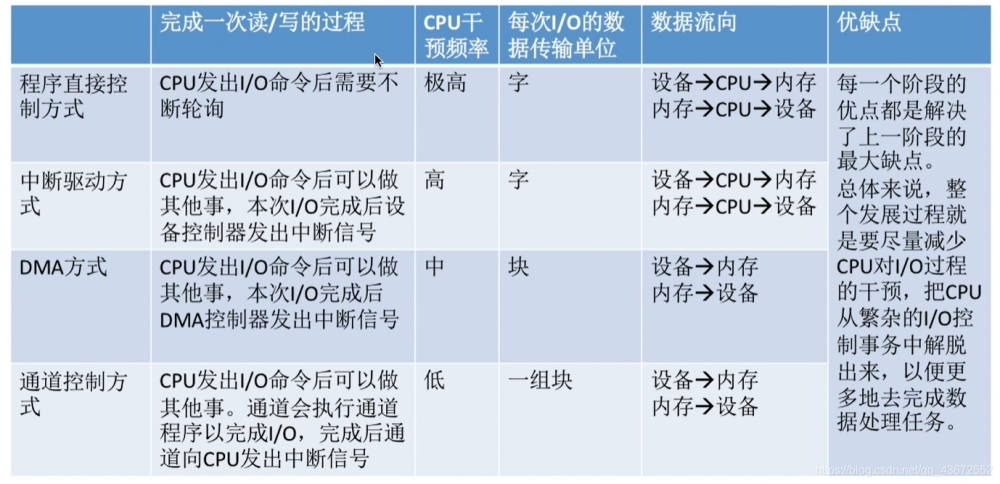 完成一次读/写的过程
CPU干
预频率
每次I/O的数
据传输单位
数据流向
优缺点
程序直接控
制方式
CPU发出I/O命令后需要不
断轮询
极高
字
设备→CPU→内存
内存→CPU→设备
每一个阶段的
优点都是解决
了上一阶段的
最大缺点。
总体来说，整
个发展过程就
是要尽量减少
CPU对I/O过程
的干预，把CPU
从繁杂的I/O控
制事务中解脱
出来，以便更
多地去完成数
据处理任务。
中断驱动方
式
CPU发出I/O命令后可以做
其他事，本次I/O完成后设
备控制器发出中断信号
高
字
设备→CPU→内存
内存→CPU→设备
DMA方式
CPU发出I/O命令后可以做
其他事，本次I/O完成后
DMA控制器发出中断信号
中
块
设备→内存
内存→设备
通道控制方
式
CPU发出I/O命令后可以做
其他事。通道会执行通道
程序以完成I/O，完成后通
道向CPU发出中断信号
低
一组块
设备→内存
内存→设备
https://blog.csdn.net/qq_43672652